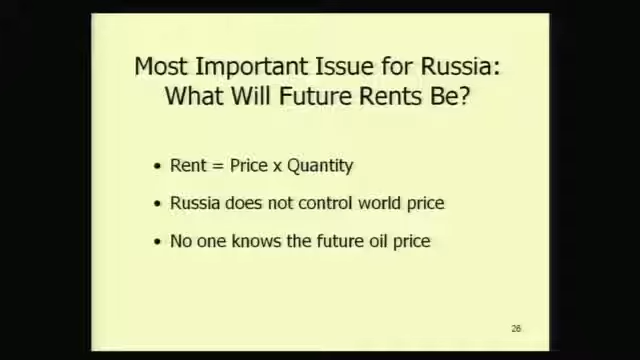 Most Important Issue for Russia:
What Will Future Rents Be?
• Rent = Price x Quantity
• Russia does not control world price
• No one knows the future oil price
26